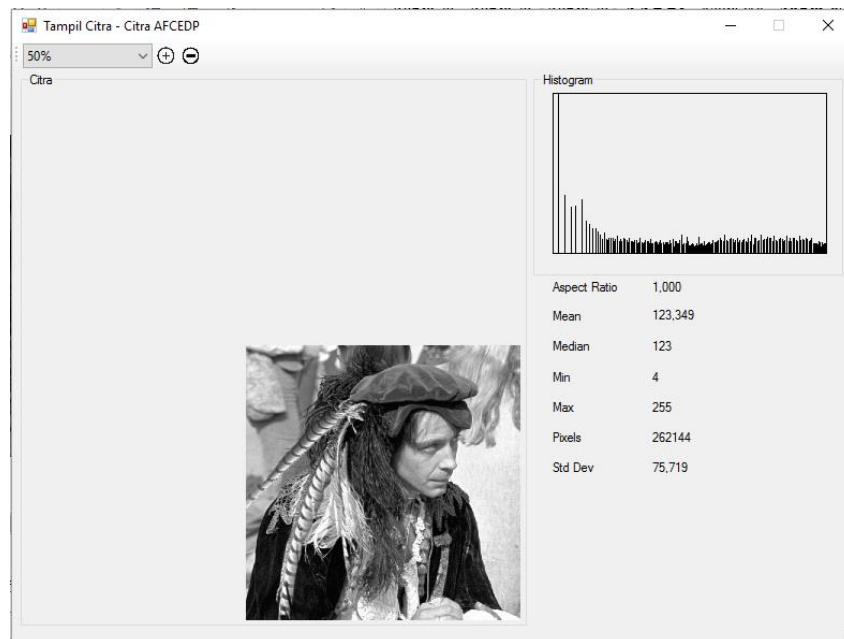 Tampil Citra - Citra AFCEDP
50%
Citra
Histogram
Aspect Ratio 1,000
Mean 123,349
Median 123
Min 4
Max 255
Pixels 262144
Std Dev 75,719